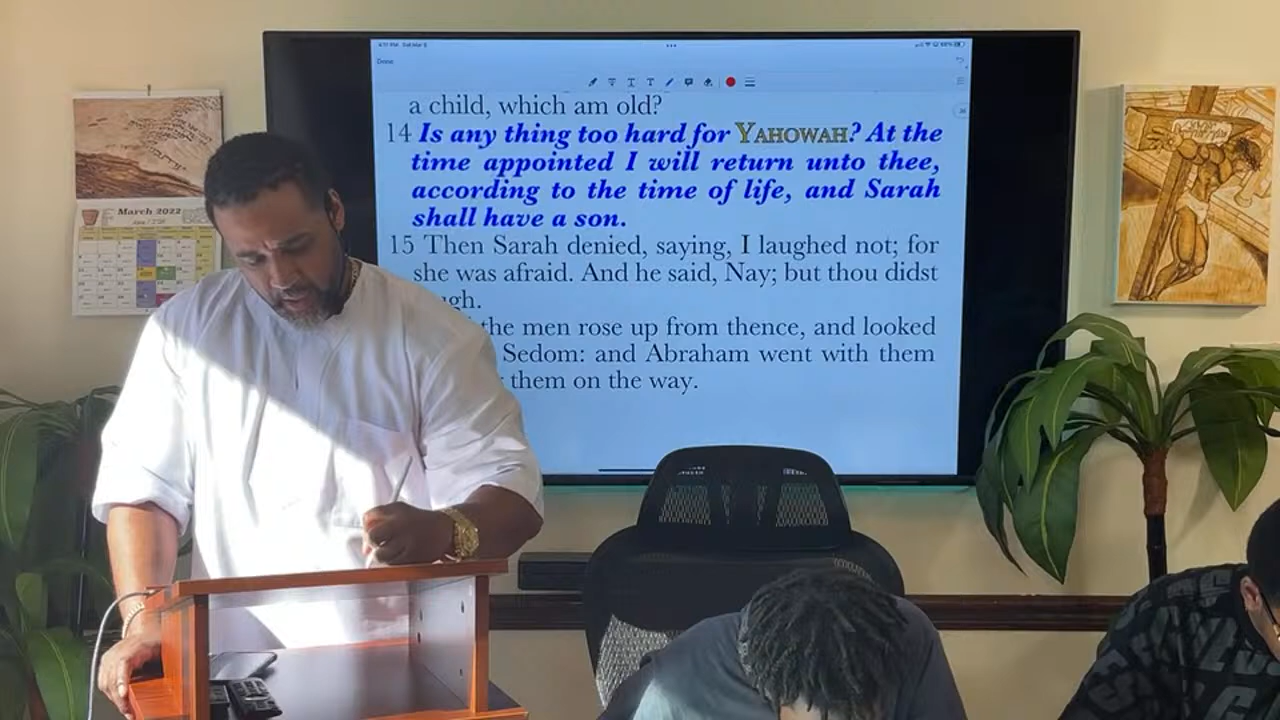 Done
a child, which am old?
14 Is any thing too hard for YAHOWAH? At the
time appointed I will return unto thee,
according to the time of life, and Sarah
shall have a son.
15 Then Sarah denied, saying, I laughed not; for
she was afraid. And he said, Nay; but thou didst
ugh.
the men rose up from thence, and looked
Sedom: and Abraham went with them
them on the way.
March 2022